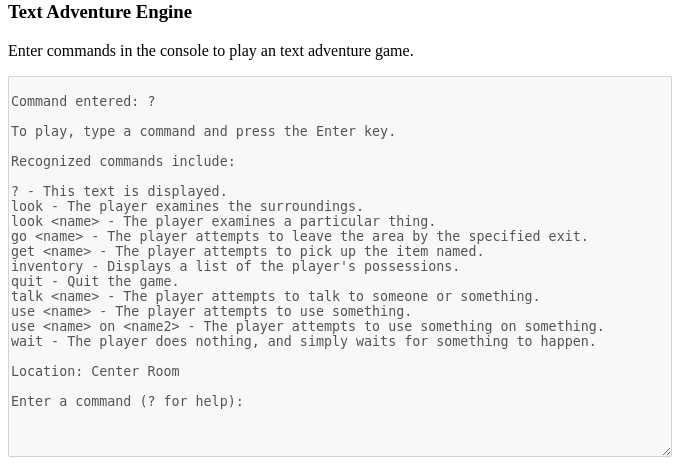 Text Adventure Engine
Enter commands in the console to play an text adventure game.
Command entered: ?
To play, type a command and press the Enter key.
Recognized commands include:
? - This text is displayed.
look - The player examines the surroundings.
look <name> - The player examines a particular thing.
go <name> - The player attempts to leave the area by the specified exit.
get <name> - The player attempts to pick up the item named.
inventory - Displays a list of the player's possessions.
quit - Quit the game.
talk <name> - The player attempts to talk to someone or something.
use <name> - The player attempts to use something.
use <name> on <name2> - The player attempts to use something on something.
wait - The player does nothing, and simply waits for something to happen.
Location: Center Room
Enter a command (? for help):